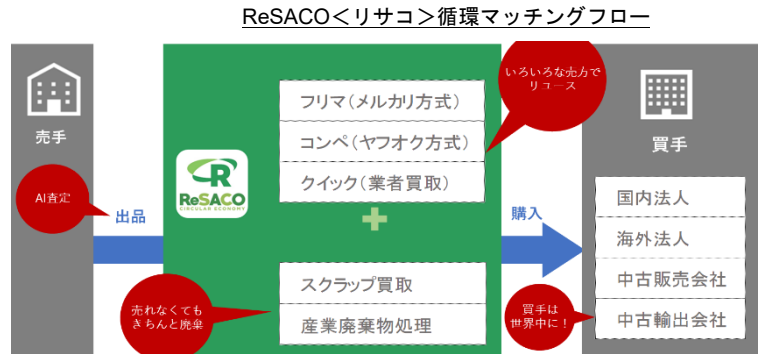 ReSACO＜リサコ＞循環マッチングフロー
いろいろな売方で
リユース
フリマ（メルカリ方式）
コンペ（ヤフオク方式）
クイック（業者買取）
売手
買手
AI査定
ReSACO
CIRCULAR ECONOMY
出品
購入
国内法人
海外法人
中古販売会社
中古輸出会社
スクラップ買取
産業廃棄物処理
売れなくても
きちんと廃棄
買手は
世界中に！